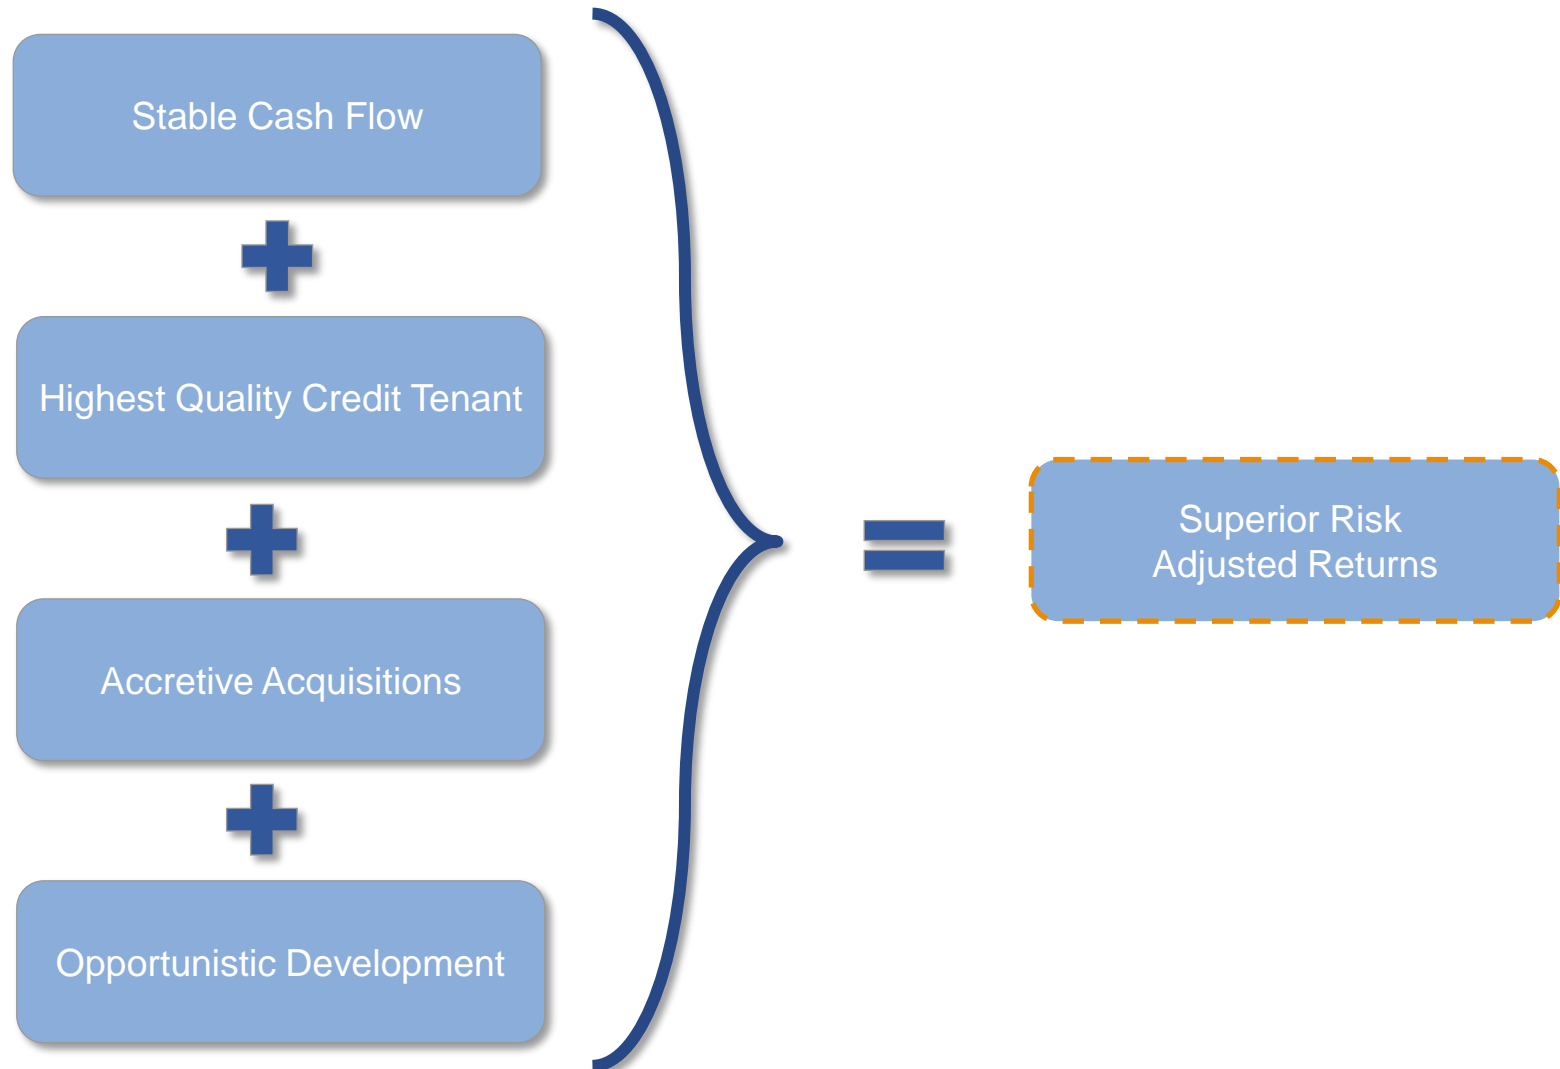 Stable Cash Flow
Highest Quality Credit Tenant
Accretive Acquisitions
Opportunistic Development
Superior Risk
Adjusted Returns